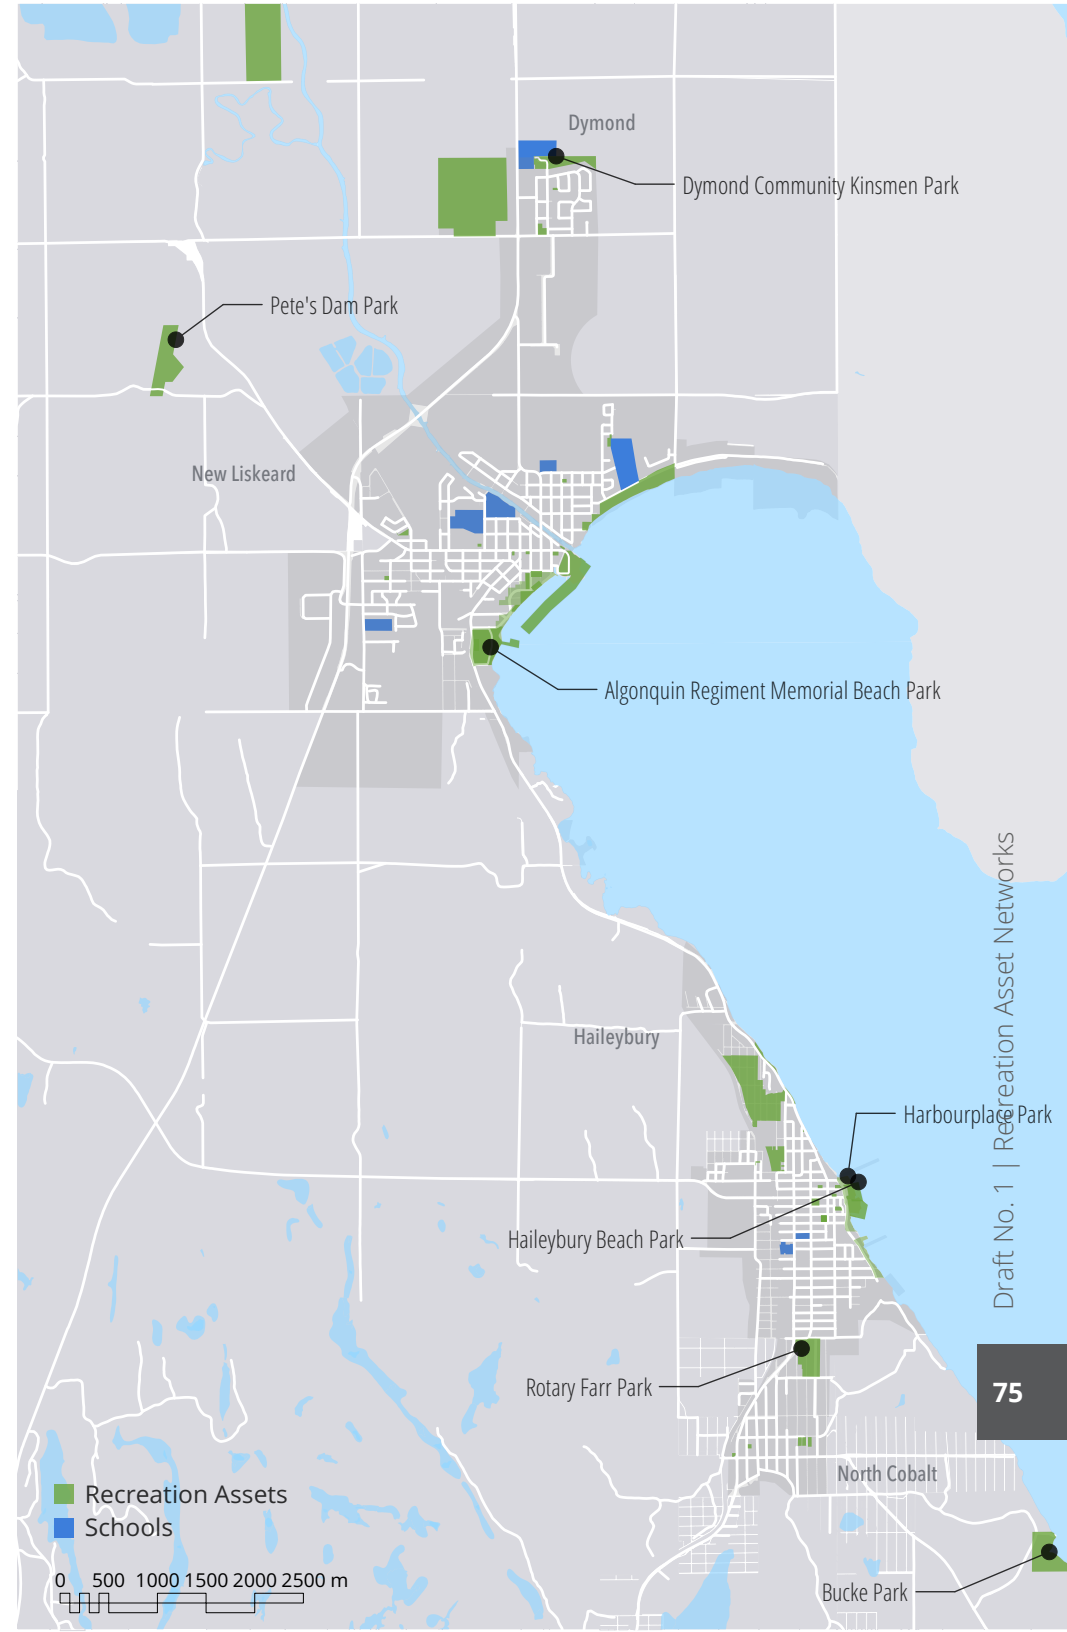 Dymond
Dymond Community Kinsmen Park
Pete's Dam Park
New Liskeard
Algonquin Regiment Memorial Beach Park
Draft No. 1 | Recreation Asset Networks
Haileybury
Harbourplace Park
Haileybury Beach Park
Rotary Farr Park
75
North Cobalt
Recreation Assets
Schools
0 500 1000 1500 2000 2500 m
Bucke Park